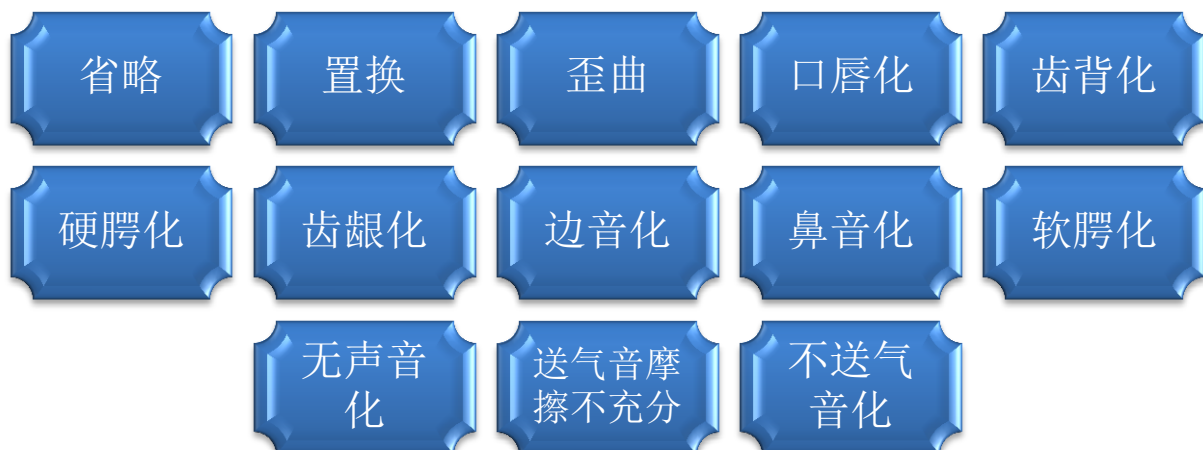 省略
置换
歪曲
口唇化
齿背化
硬腭化
齿龈化
边音化
鼻音化
软腭化
无声音
化
送气音摩
擦不充分
不送气
音化